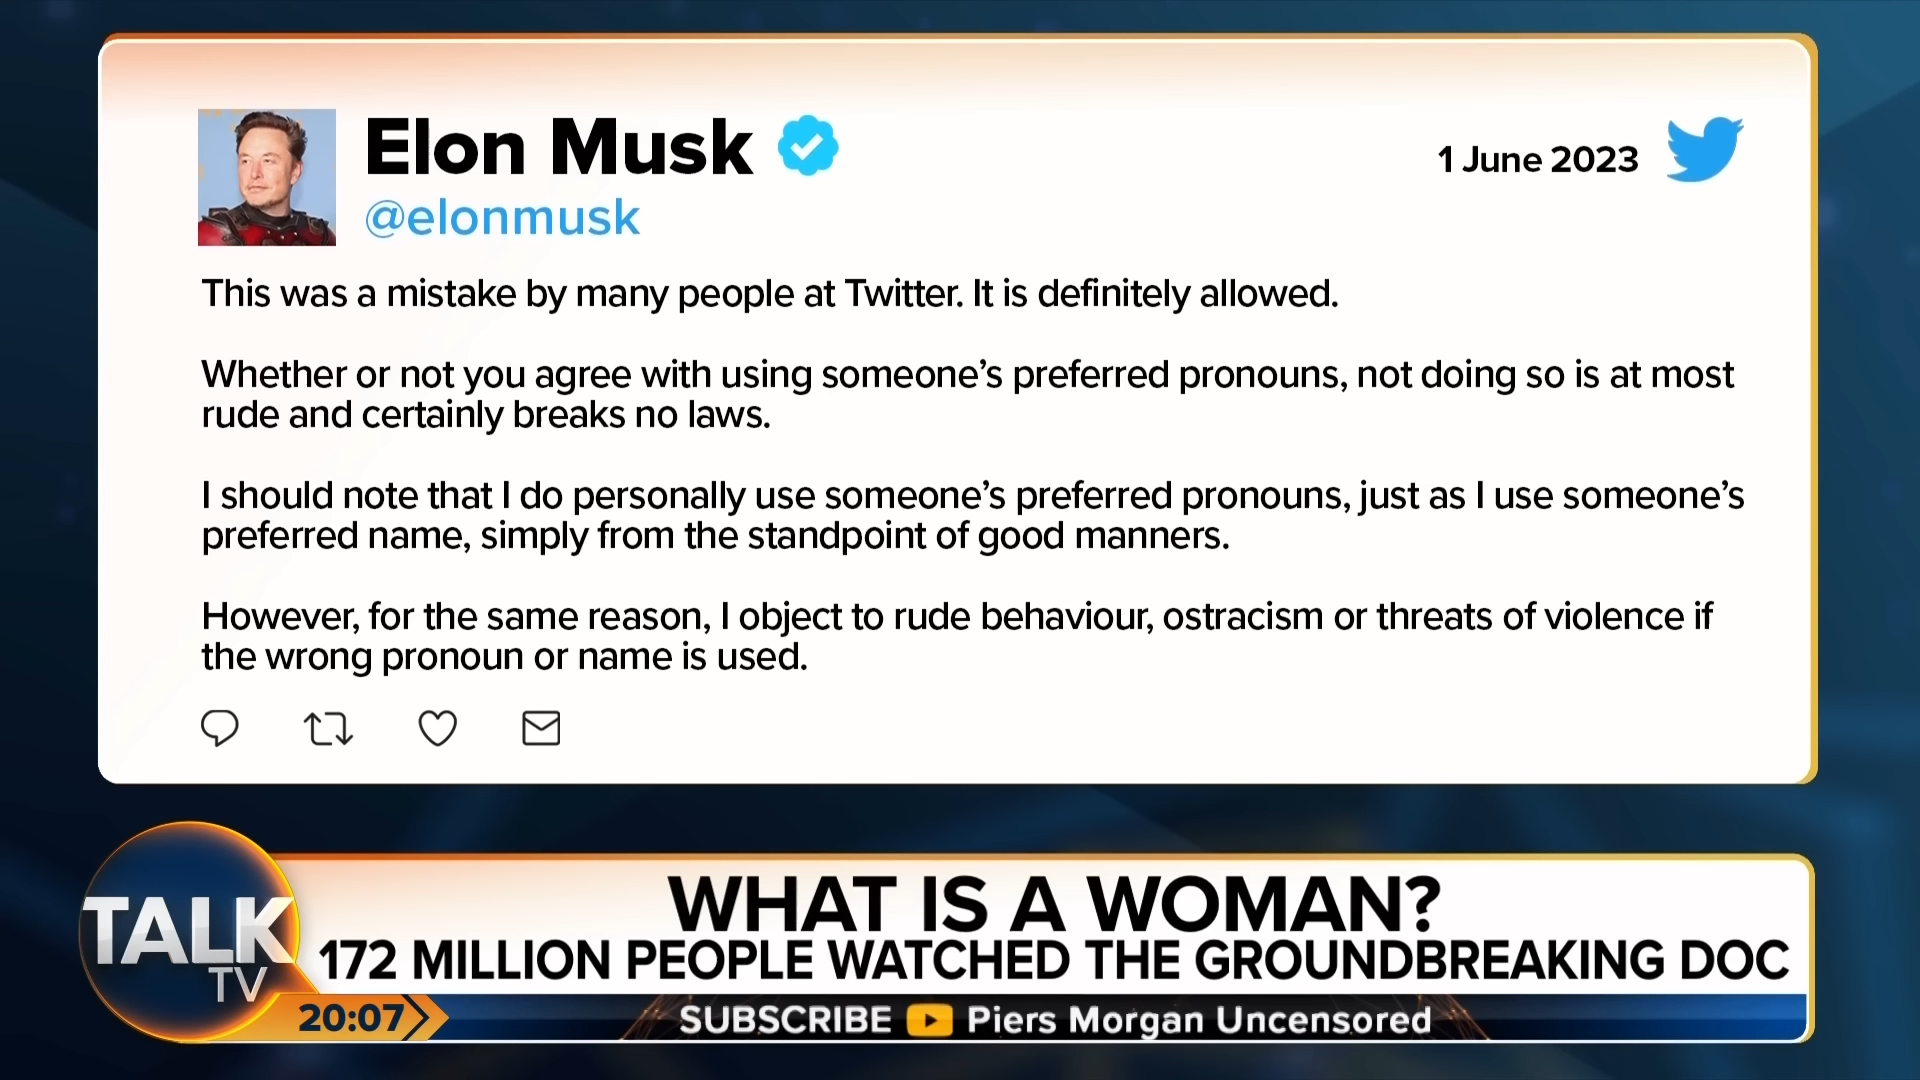 Elon Musk
@elonmusk
1 June 2023
This was a mistake by many people at Twitter. It is definitely allowed.
Whether or not you agree with using someone’s preferred pronouns, not doing so is at most
rude and certainly breaks no laws.
I should note that I do personally use someone’s preferred pronouns, just as I use someone’s
preferred name, simply from the standpoint of good manners.
However, for the same reason, I object to rude behaviour, ostracism or threats of violence if
the wrong pronoun or name is used.
TALK
TV
20:07
WHAT IS A WOMAN?
172 MILLION PEOPLE WATCHED THE GROUNDBREAKING DOC
SUBSCRIBE Piers Morgan Uncensored